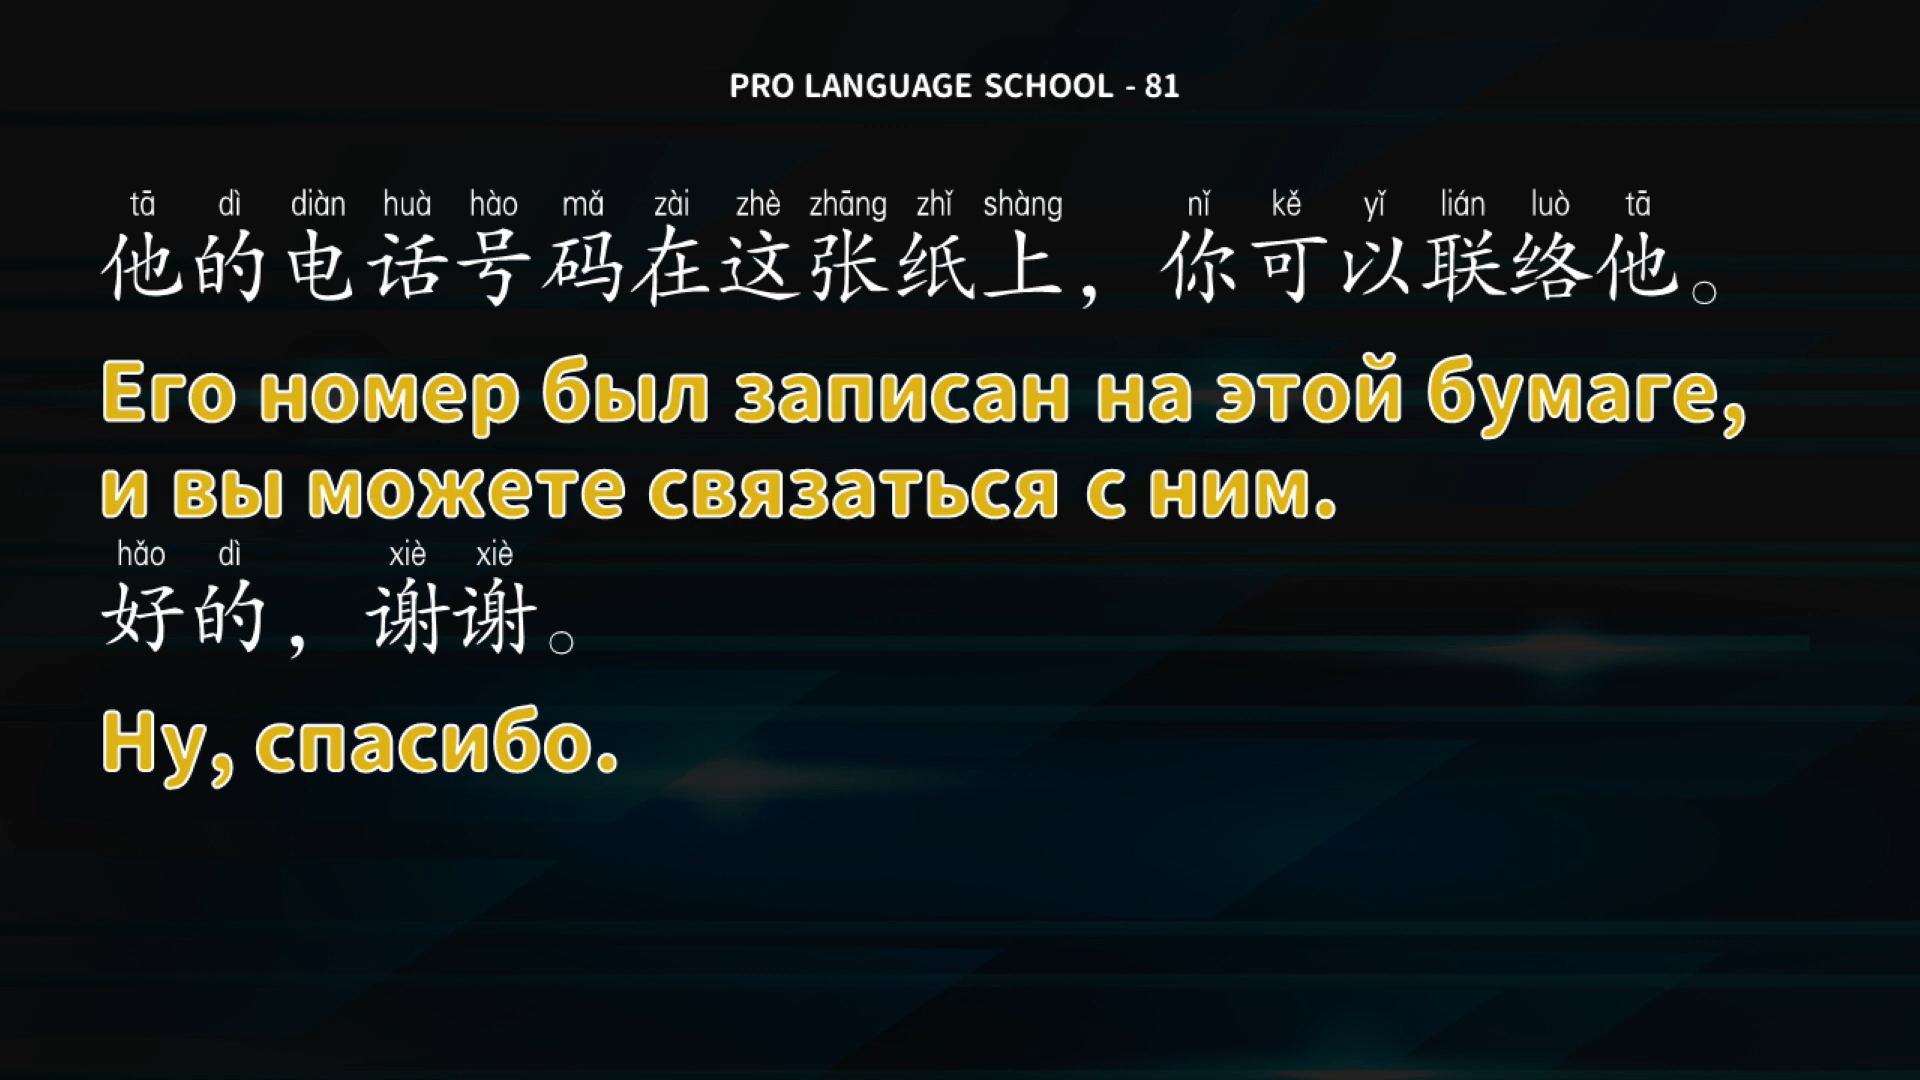 PRO LANGUAGE SCHOOL - 81
tā dì diàn huà hào mǎ zài zhè zhāng zhǐ shàng nǐ kě yǐ lián luò tā
他的电话号码在这张纸上，你可以联络他。
Его номер был записан на этой бумаге,
и вы можете связаться с ним.
hǎo dì xiè xiè
好的，谢谢。
Ну, спасибо.